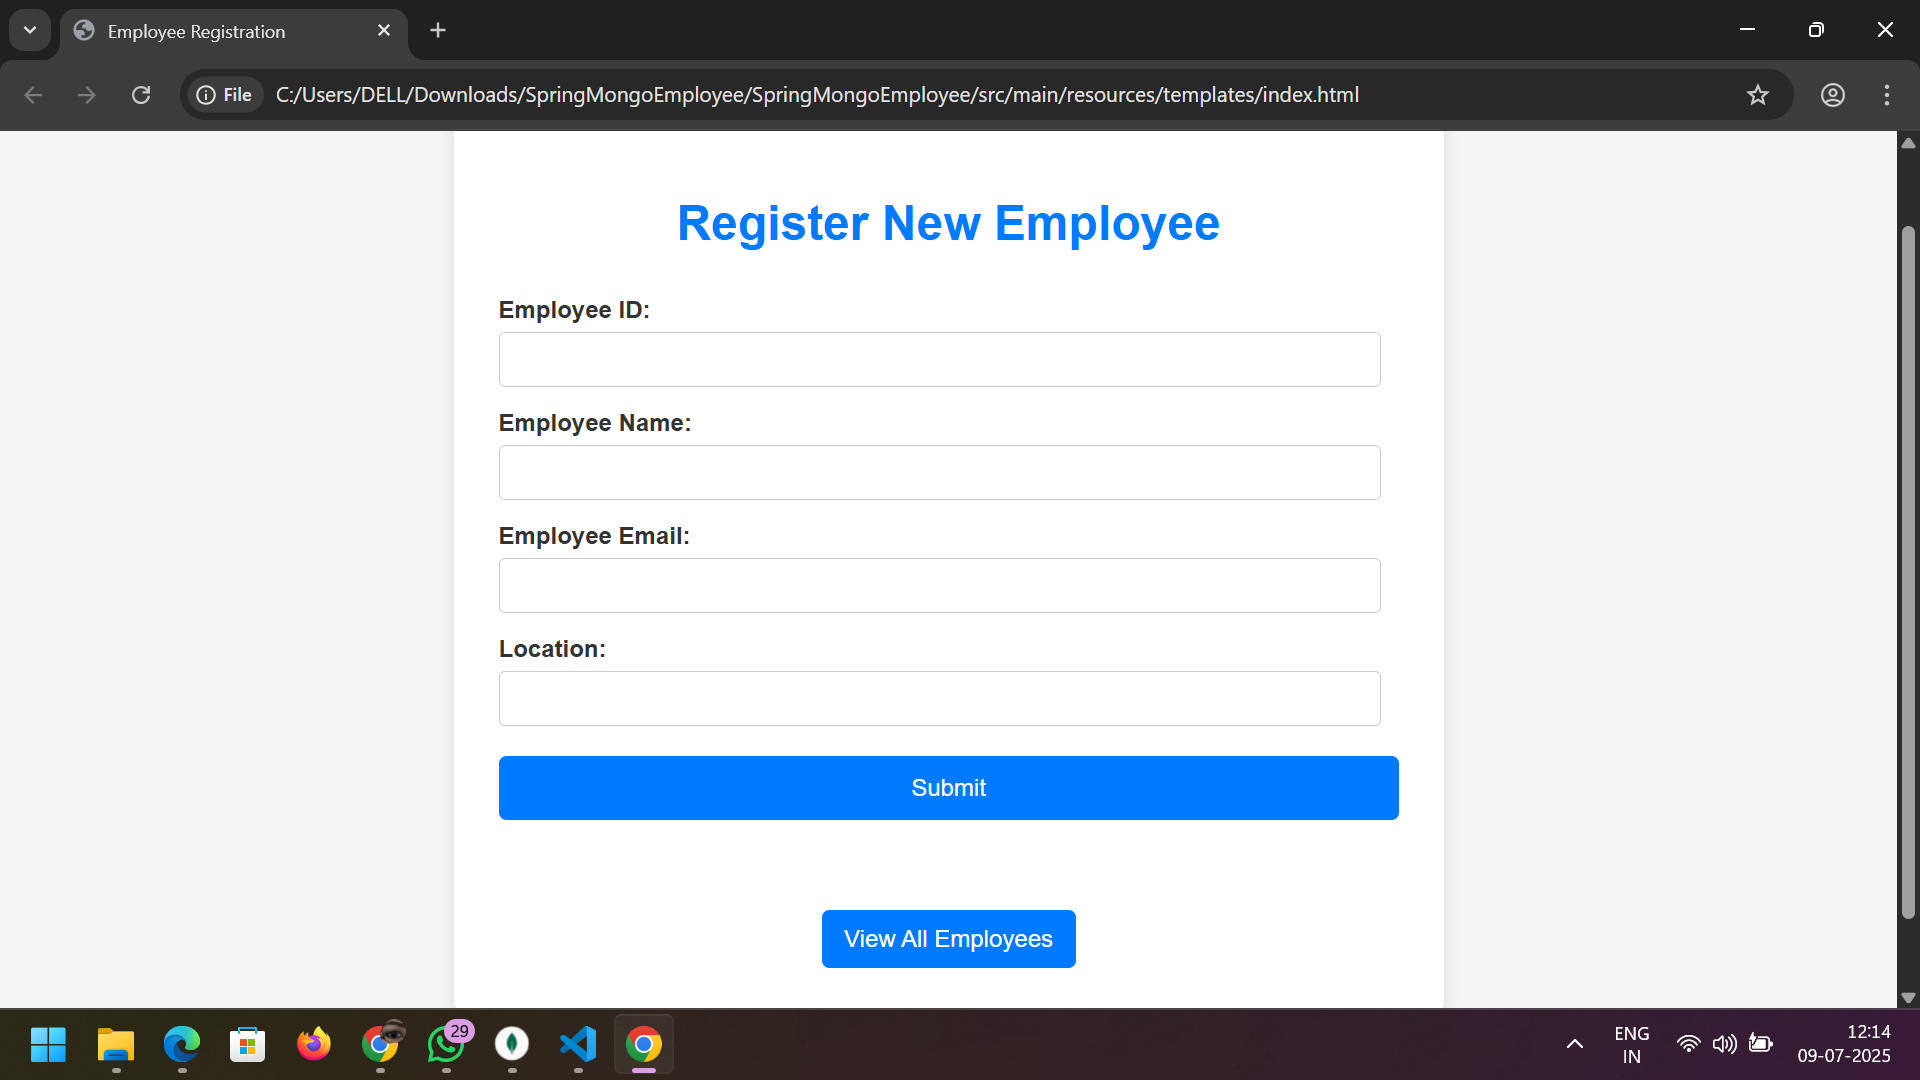 Employee Registration
File
C:/Users/DELL/Downloads/SpringMongoEmployee/SpringMongoEmployee/src/main/resources/templates/index.html
Register New Employee
Employee ID:
Employee Name:
Employee Email:
Location:
Submit
View All Employees
29
ENG
IN
12:14
09-07-2025